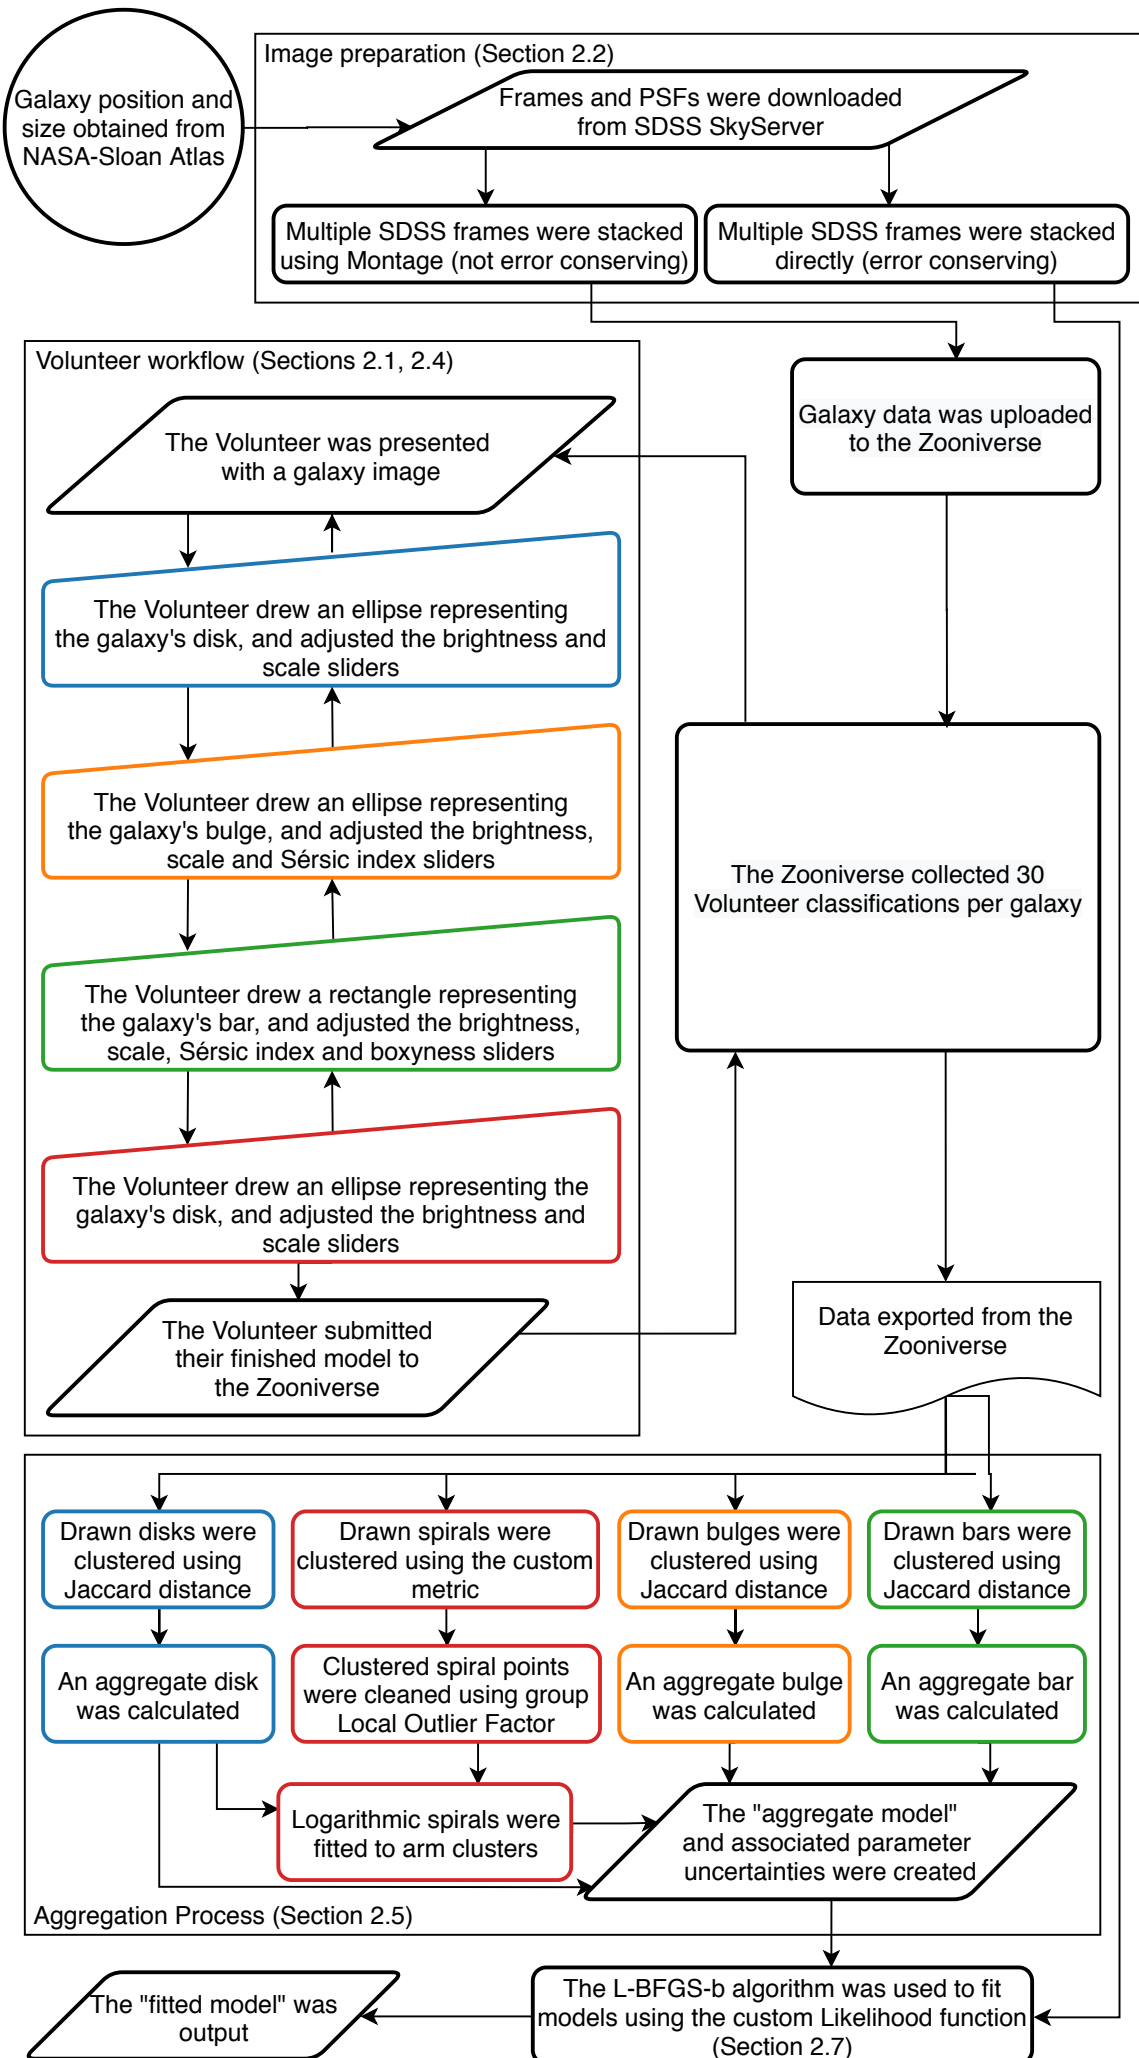 Galaxy position and
size obtained from
NASA-Sloan Atlas
Image preparation (Section 2.2)
Frames and PSFs were downloaded
from SDSS SkyServer
Multiple SDSS frames were stacked
using Montage (not error conserving)
Multiple SDSS frames were stacked
directly (error conserving)
Volunteer workflow (Sections 2.1, 2.4)
The Volunteer was presented
with a galaxy image
Galaxy data was uploaded
to the Zooniverse
The Volunteer drew an ellipse representing
the galaxy's disk, and adjusted the brightness and
scale sliders
The Volunteer drew an ellipse representing
the galaxy's bulge, and adjusted the brightness,
scale and Sérsic index sliders
The Zooniverse collected 30
Volunteer classifications per galaxy
The Volunteer drew a rectangle representing
the galaxy's bar, and adjusted the brightness,
scale, Sérsic index and boxyness sliders
The Volunteer drew an ellipse representing the
galaxy's disk, and adjusted the brightness and
scale sliders
The Volunteer submitted
their finished model to
the Zooniverse
Data exported from the
Zooniverse
Drawn disks were
clustered using
Jaccard distance
Drawn spirals were
clustered using the custom
metric
Drawn bulges were
clustered using
Jaccard distance
Drawn bars were
clustered using
Jaccard distance
An aggregate disk
was calculated
Clustered spiral points
were cleaned using group
Local Outlier Factor
An aggregate bulge
was calculated
An aggregate bar
was calculated
Logarithmic spirals were
fitted to arm clusters
The "aggregate model"
and associated parameter
uncertainties were created
Aggregation Process (Section 2.5)
The "fitted model" was
output
The L-BFGS-b algorithm was used to fit
models using the custom Likelihood function
(Section 2.7)